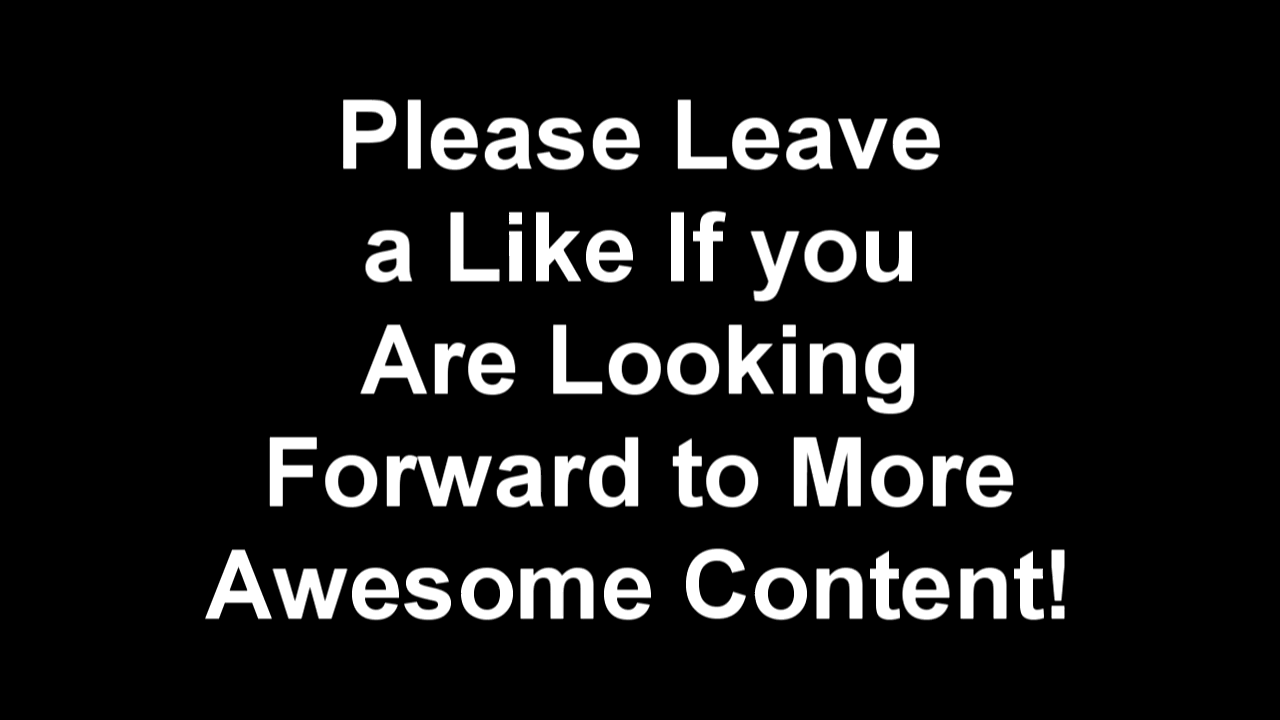 Please Leave
a Like If you
Are Looking
Forward to More
Awesome Content!